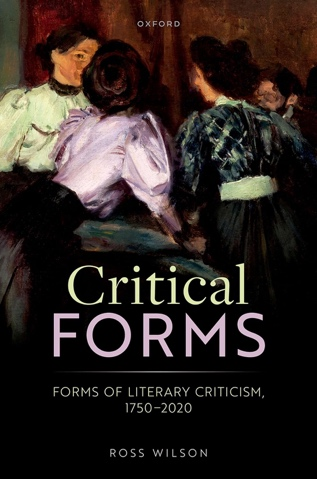 OXFORD
Critical
FORMS
FORMS OF LITERARY CRITICISM,
1750–2020
ROSS WILSON